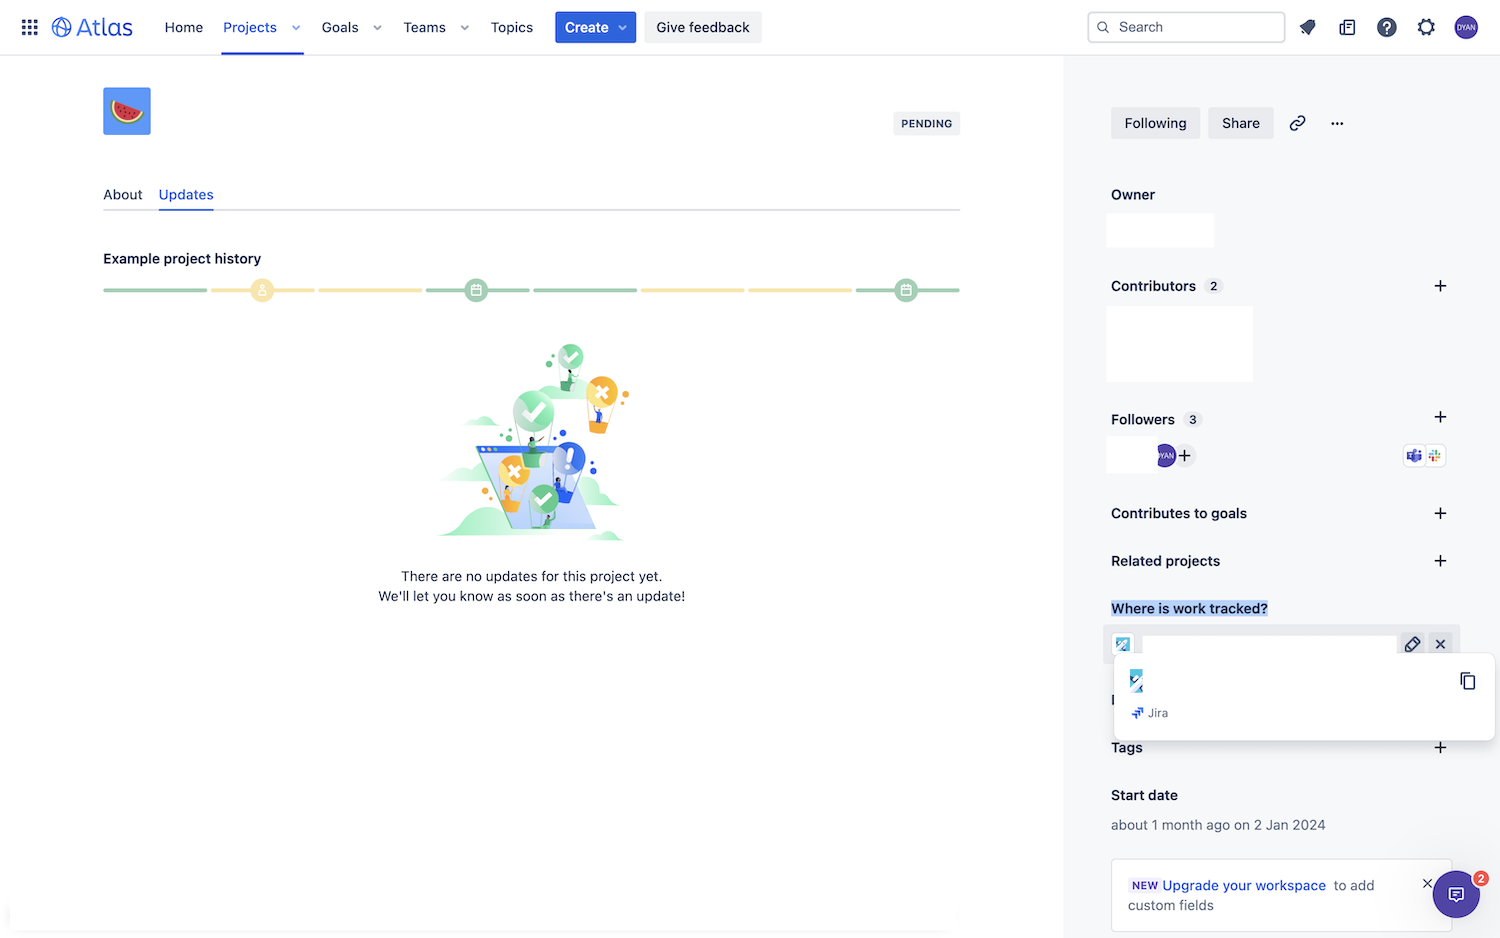 Atlas
Home
Projects
Goals
Teams
Topics
Create
Give feedback
Search
DYAN
PENDING
Following
Share
About
Updates
Owner
Example project history
Contributors 2
Followers 3
YAN
Contributes to goals
Related projects
There are no updates for this project yet.
We'll let you know as soon as there's an update!
Where is work tracked?
Jira
Tags
Start date
about 1 month ago on 2 Jan 2024
NEW Upgrade your workspace to add
custom fields
2